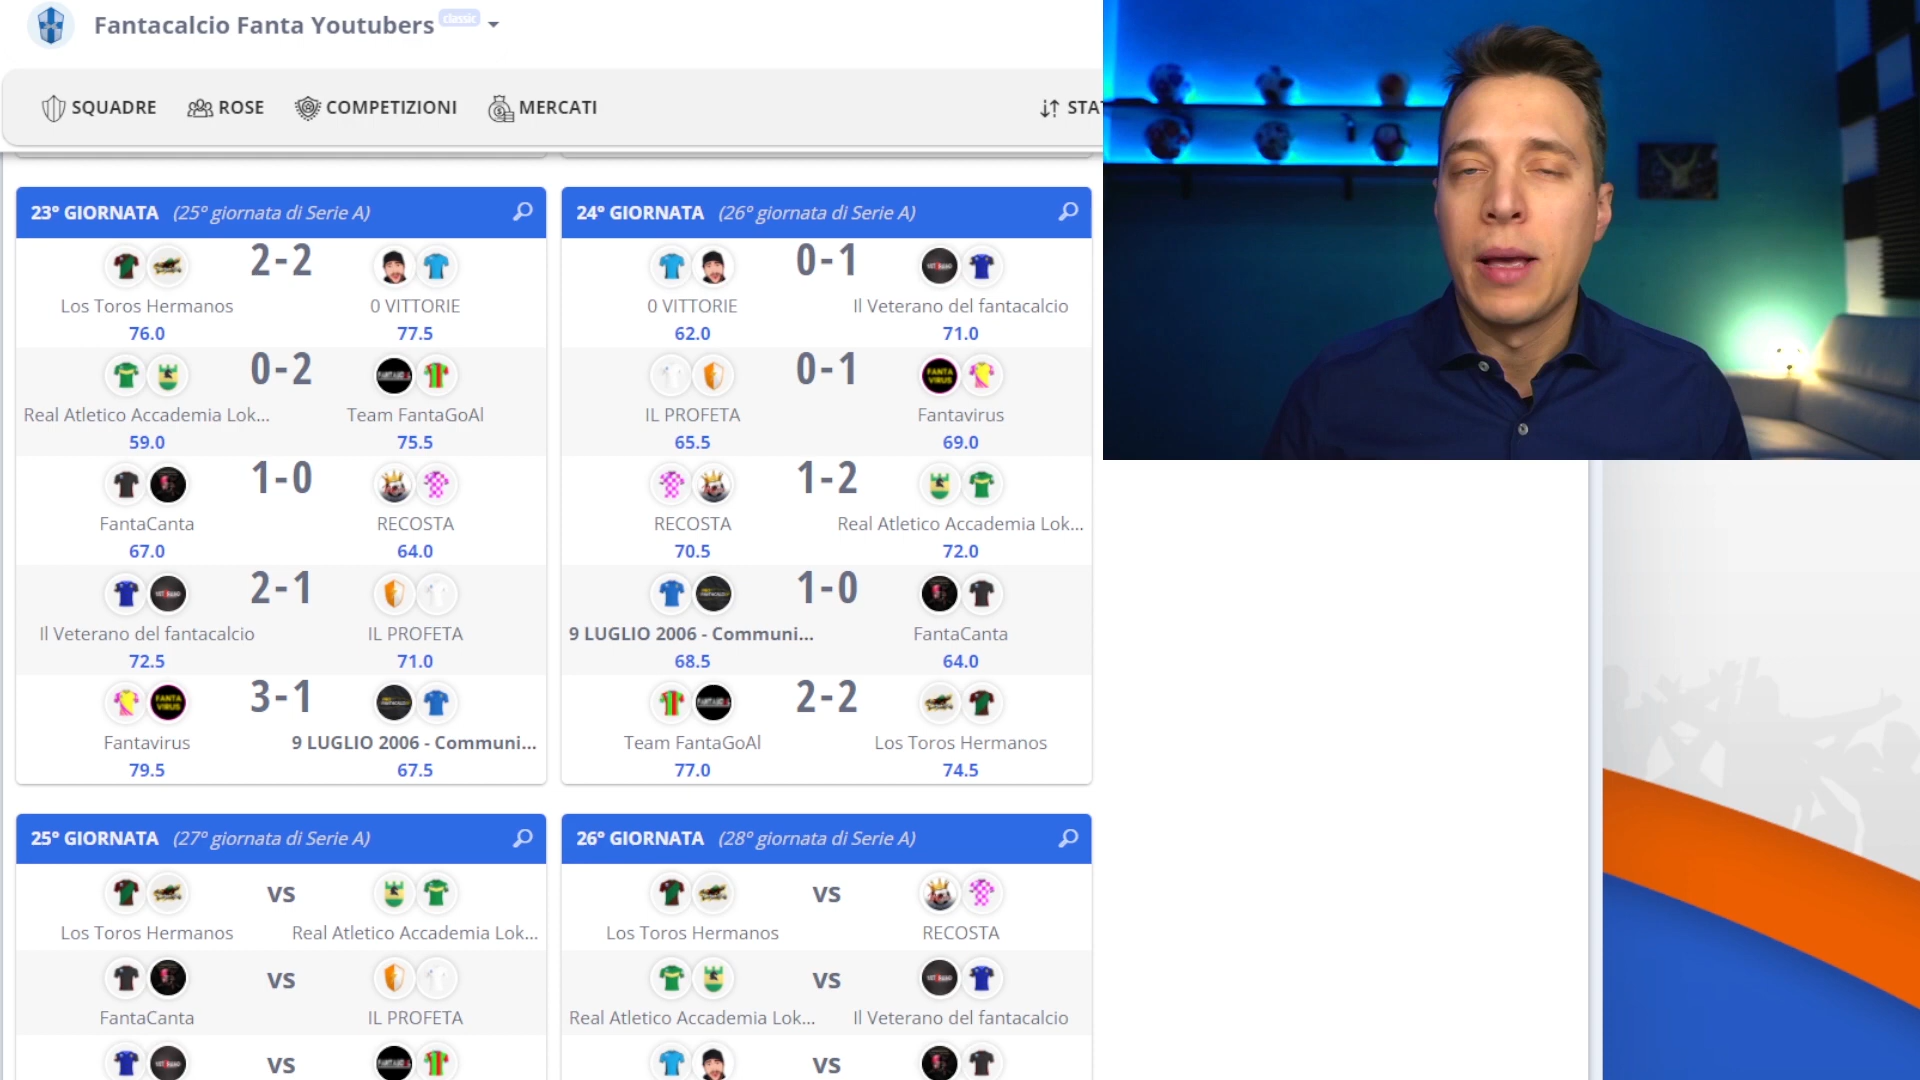 Fantacalcio Fanta Youtubers classic
SQUADRE ROSE COMPETIZIONI MERCATI STAT
23° GIORNATA (25° giornata di Serie A)
2-2
Los Toros Hermanos 0 VITTORIE
76.0 77.5
0-2
Real Atletico Accademia Lok... Team FantaGoAl
59.0 75.5
1-0
FantaCanta RECOSTA
67.0 64.0
2-1
Il Veterano del fantacalcio IL PROFETA
72.5 71.0
FANTA VIRUS 3-1
Fantavirus 9 LUGLIO 2006 - Communi...
79.5 67.5
24° GIORNATA (26° giornata di Serie A)
0-1
0 VITTORIE Il Veterano del fantacalcio
62.0 71.0
0-1 FANTA VIRUS
IL PROFETA Fantavirus
65.5 69.0
1-2
RECOSTA Real Atletico Accademia Lok...
70.5 72.0
1-0
9 LUGLIO 2006 - Communi... FantaCanta
68.5 64.0
2-2
Team FantaGoAl Los Toros Hermanos
77.0 74.5
25° GIORNATA (27° giornata di Serie A)
VS
Los Toros Hermanos Real Atletico Accademia Lok...
VS
FantaCanta IL PROFETA
VS
26° GIORNATA (28° giornata di Serie A)
VS
Los Toros Hermanos RECOSTA
VS
Real Atletico Accademia Lok... Il Veterano del fantacalcio
VS